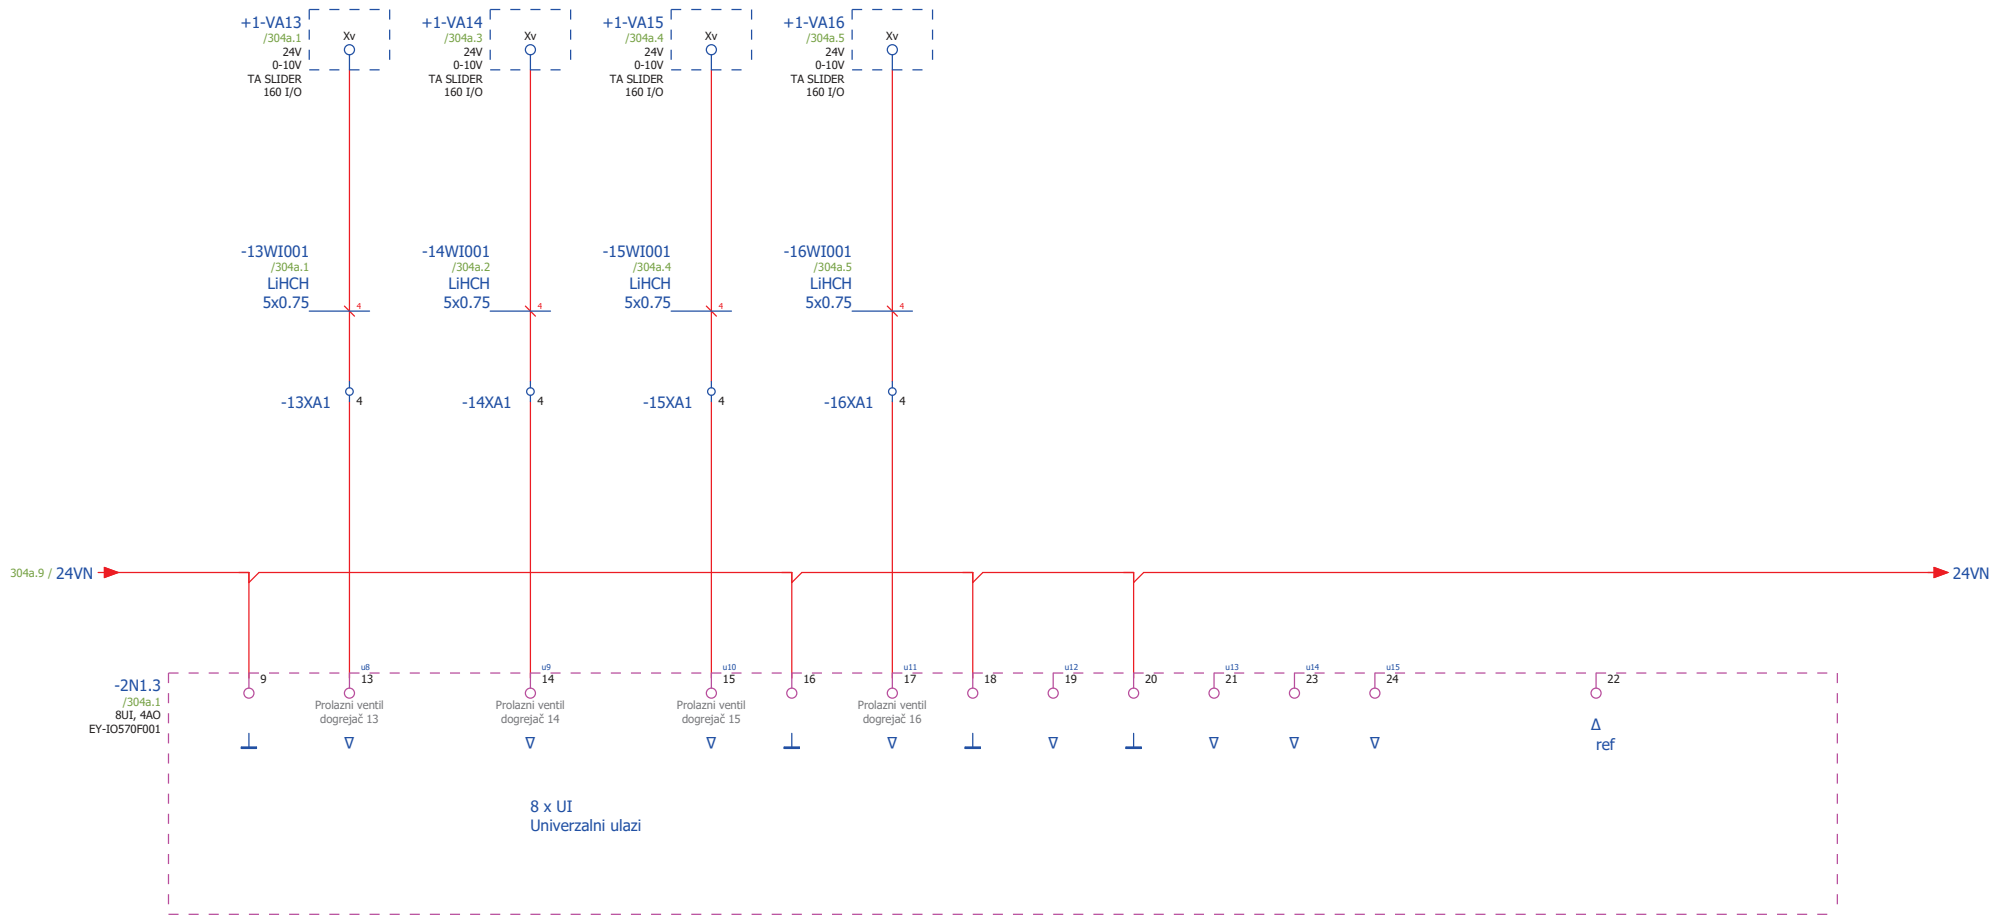 +1-VA13
/304a.1
24V
0-10V
TA SLIDER
160 I/O
Xv
+1-VA14
/304a.3
24V
0-10V
TA SLIDER
160 I/O
Xv
+1-VA15
/304a.4
24V
0-10V
TA SLIDER
160 I/O
Xv
+1-VA16
/304a.5
24V
0-10V
TA SLIDER
160 I/O
Xv
-13WI001
/304a.1
LiHCH
5x0.75
4
-14WI001
/304a.2
LiHCH
5x0.75
4
-15WI001
/304a.4
LiHCH
5x0.75
4
-16WI001
/304a.5
LiHCH
5x0.75
4
-13XA1 4
-14XA1 4
-15XA1 4
-16XA1 4
304a.9 / 24VN
24VN
-2N1.3
/304a.1
8UI, 4AO
EY-IO570F001
9
u8
13
Prolazni ventil
dogrejač 13
u9
14
Prolazni ventil
dogrejač 14
u10
15
Prolazni ventil
dogrejač 15
16
u11
17
Prolazni ventil
dogrejač 16
18
u12
19
20
u13
21
u14
23
u15
24
22
Δ
ref
8 x UI
Univerzalni ulazi